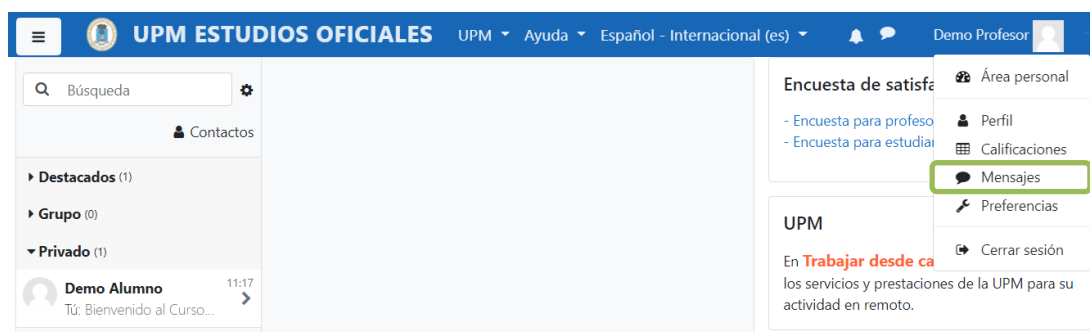 UPM ESTUDIOS OFICIALES UPM Ayuda Español - Internacional (es) Demo Profesor
Búsqueda
Contactos
Destacados (1)
Grupo (0)
Privado (1)
Demo Alumno 11:17
Tú: Bienvenido al Curso...
Encuesta de satisfa
- Encuesta para profeso
- Encuesta para estudia
UPM
En Trabajar desde ca
los servicios y prestaciones de la UPM para su
actividad en remoto.
Área personal
Perfil
Calificaciones
Mensajes
Preferencias
Cerrar sesión